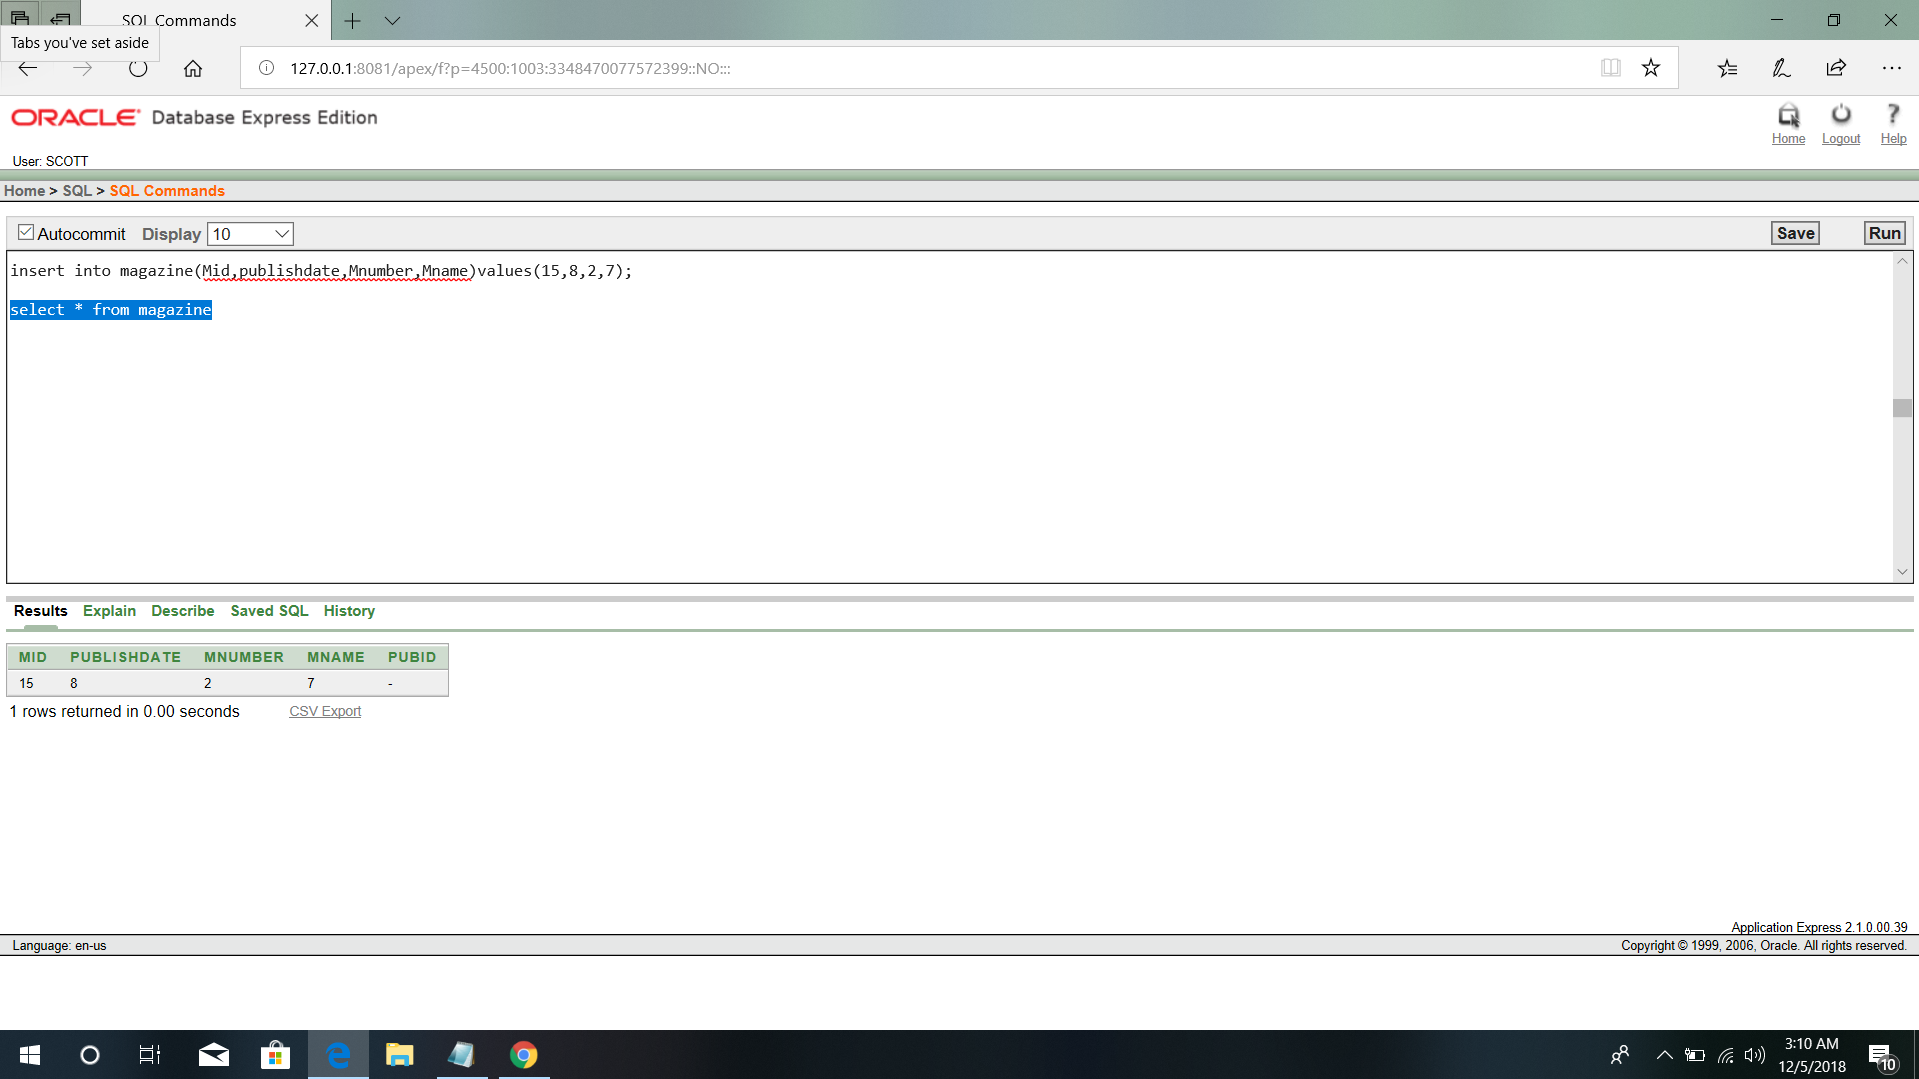 SQL Commands
Tabs you've set aside
127.0.0.1:8081/apex/f?p=4500:1003:3348470077572399::NO:::
ORACLE Database Express Edition
Home Logout Help
User: SCOTT
Home > SQL > SQL Commands
Autocommit Display 10 Save Run
insert into magazine(Mid,publishdate,Mnumber,Mname)values(15,8,2,7);
select * from magazine
Results Explain Describe Saved SQL History
MID PUBLISHDATE MNUMBER MNAME PUBID
15 8 2 7 -
1 rows returned in 0.00 seconds CSV Export
Application Express 2.1.0.00.39
Language: en-us Copyright © 1999, 2006, Oracle. All rights reserved.
3:10 AM
12/5/2018
10